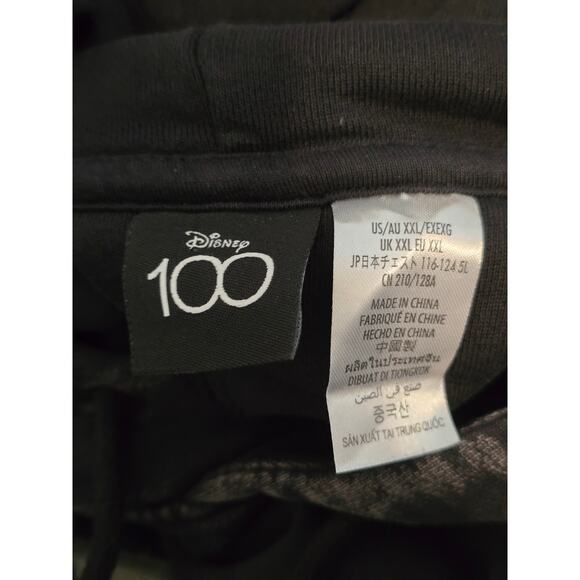 Disney
100
US/AU XXL/EXEXG
UK XXL EU XXL
JP日本チェスト 116-124 5L
CN 210/128A
MADE IN CHINA
FABRIQUÉ EN CHINE
HECHO EN CHINA
中國製
ผลิตในประเทศจีน
DIBUAT DI TIONGKOK
صنع في الصين
중국산
SẢN XUẤT TẠI TRUNG QUỐC